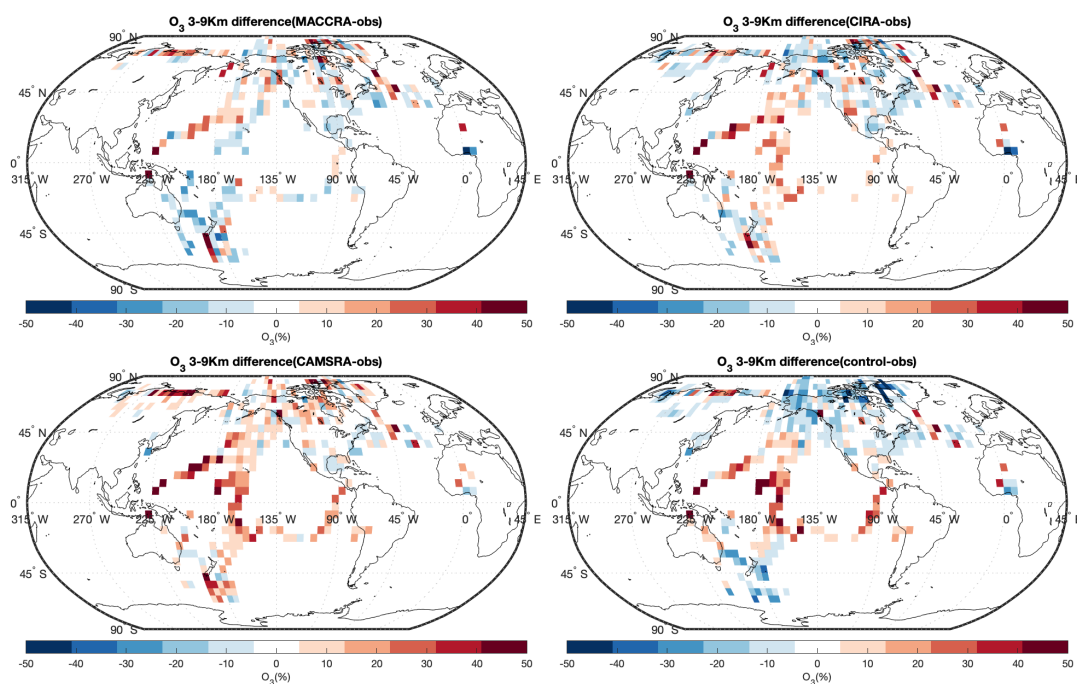 O3 3-9Km difference(MACCRA-obs)
90° N
45° N
0°
315° W 270° W 225° W 180° W 135° W 90° W 45° W 0° 45° E
45° S
90° S
-50 -40 -30 -20 -10 0 10 20 30 40 50
O3(%)
O3 3-9Km difference(CIRA-obs)
90° N
45° N
0°
315° W 270° W 225° W 180° W 135° W 90° W 45° W 0° 45° E
45° S
90° S
-50 -40 -30 -20 -10 0 10 20 30 40 50
O3(%)
O3 3-9Km difference(CAMSRA-obs)
90° N
45° N
0°
315° W 270° W 225° W 180° W 135° W 90° W 45° W 0° 45° E
45° S
90° S
-50 -40 -30 -20 -10 0 10 20 30 40 50
O3(%)
O3 3-9Km difference(control-obs)
90° N
45° N
0°
315° W 270° W 225° W 180° W 135° W 90° W 45° W 0° 45° E
45° S
90° S
-50 -40 -30 -20 -10 0 10 20 30 40 50
O3(%)